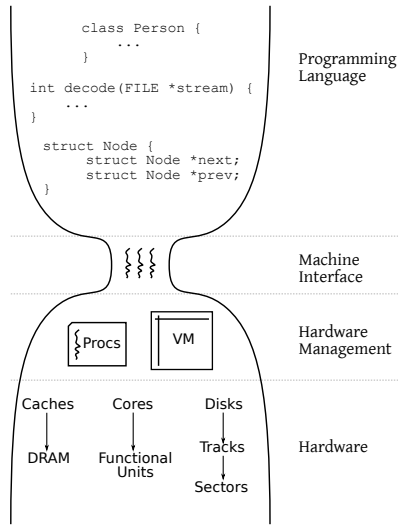 class Person {
...
}
Programming
Language
int decode(FILE *stream) {
...
}
struct Node {
struct Node *next;
struct Node *prev;
}
Machine
Interface
Procs
VM
Hardware
Management
Caches
Cores
Disks
DRAM
Functional
Units
Tracks
Sectors
Hardware